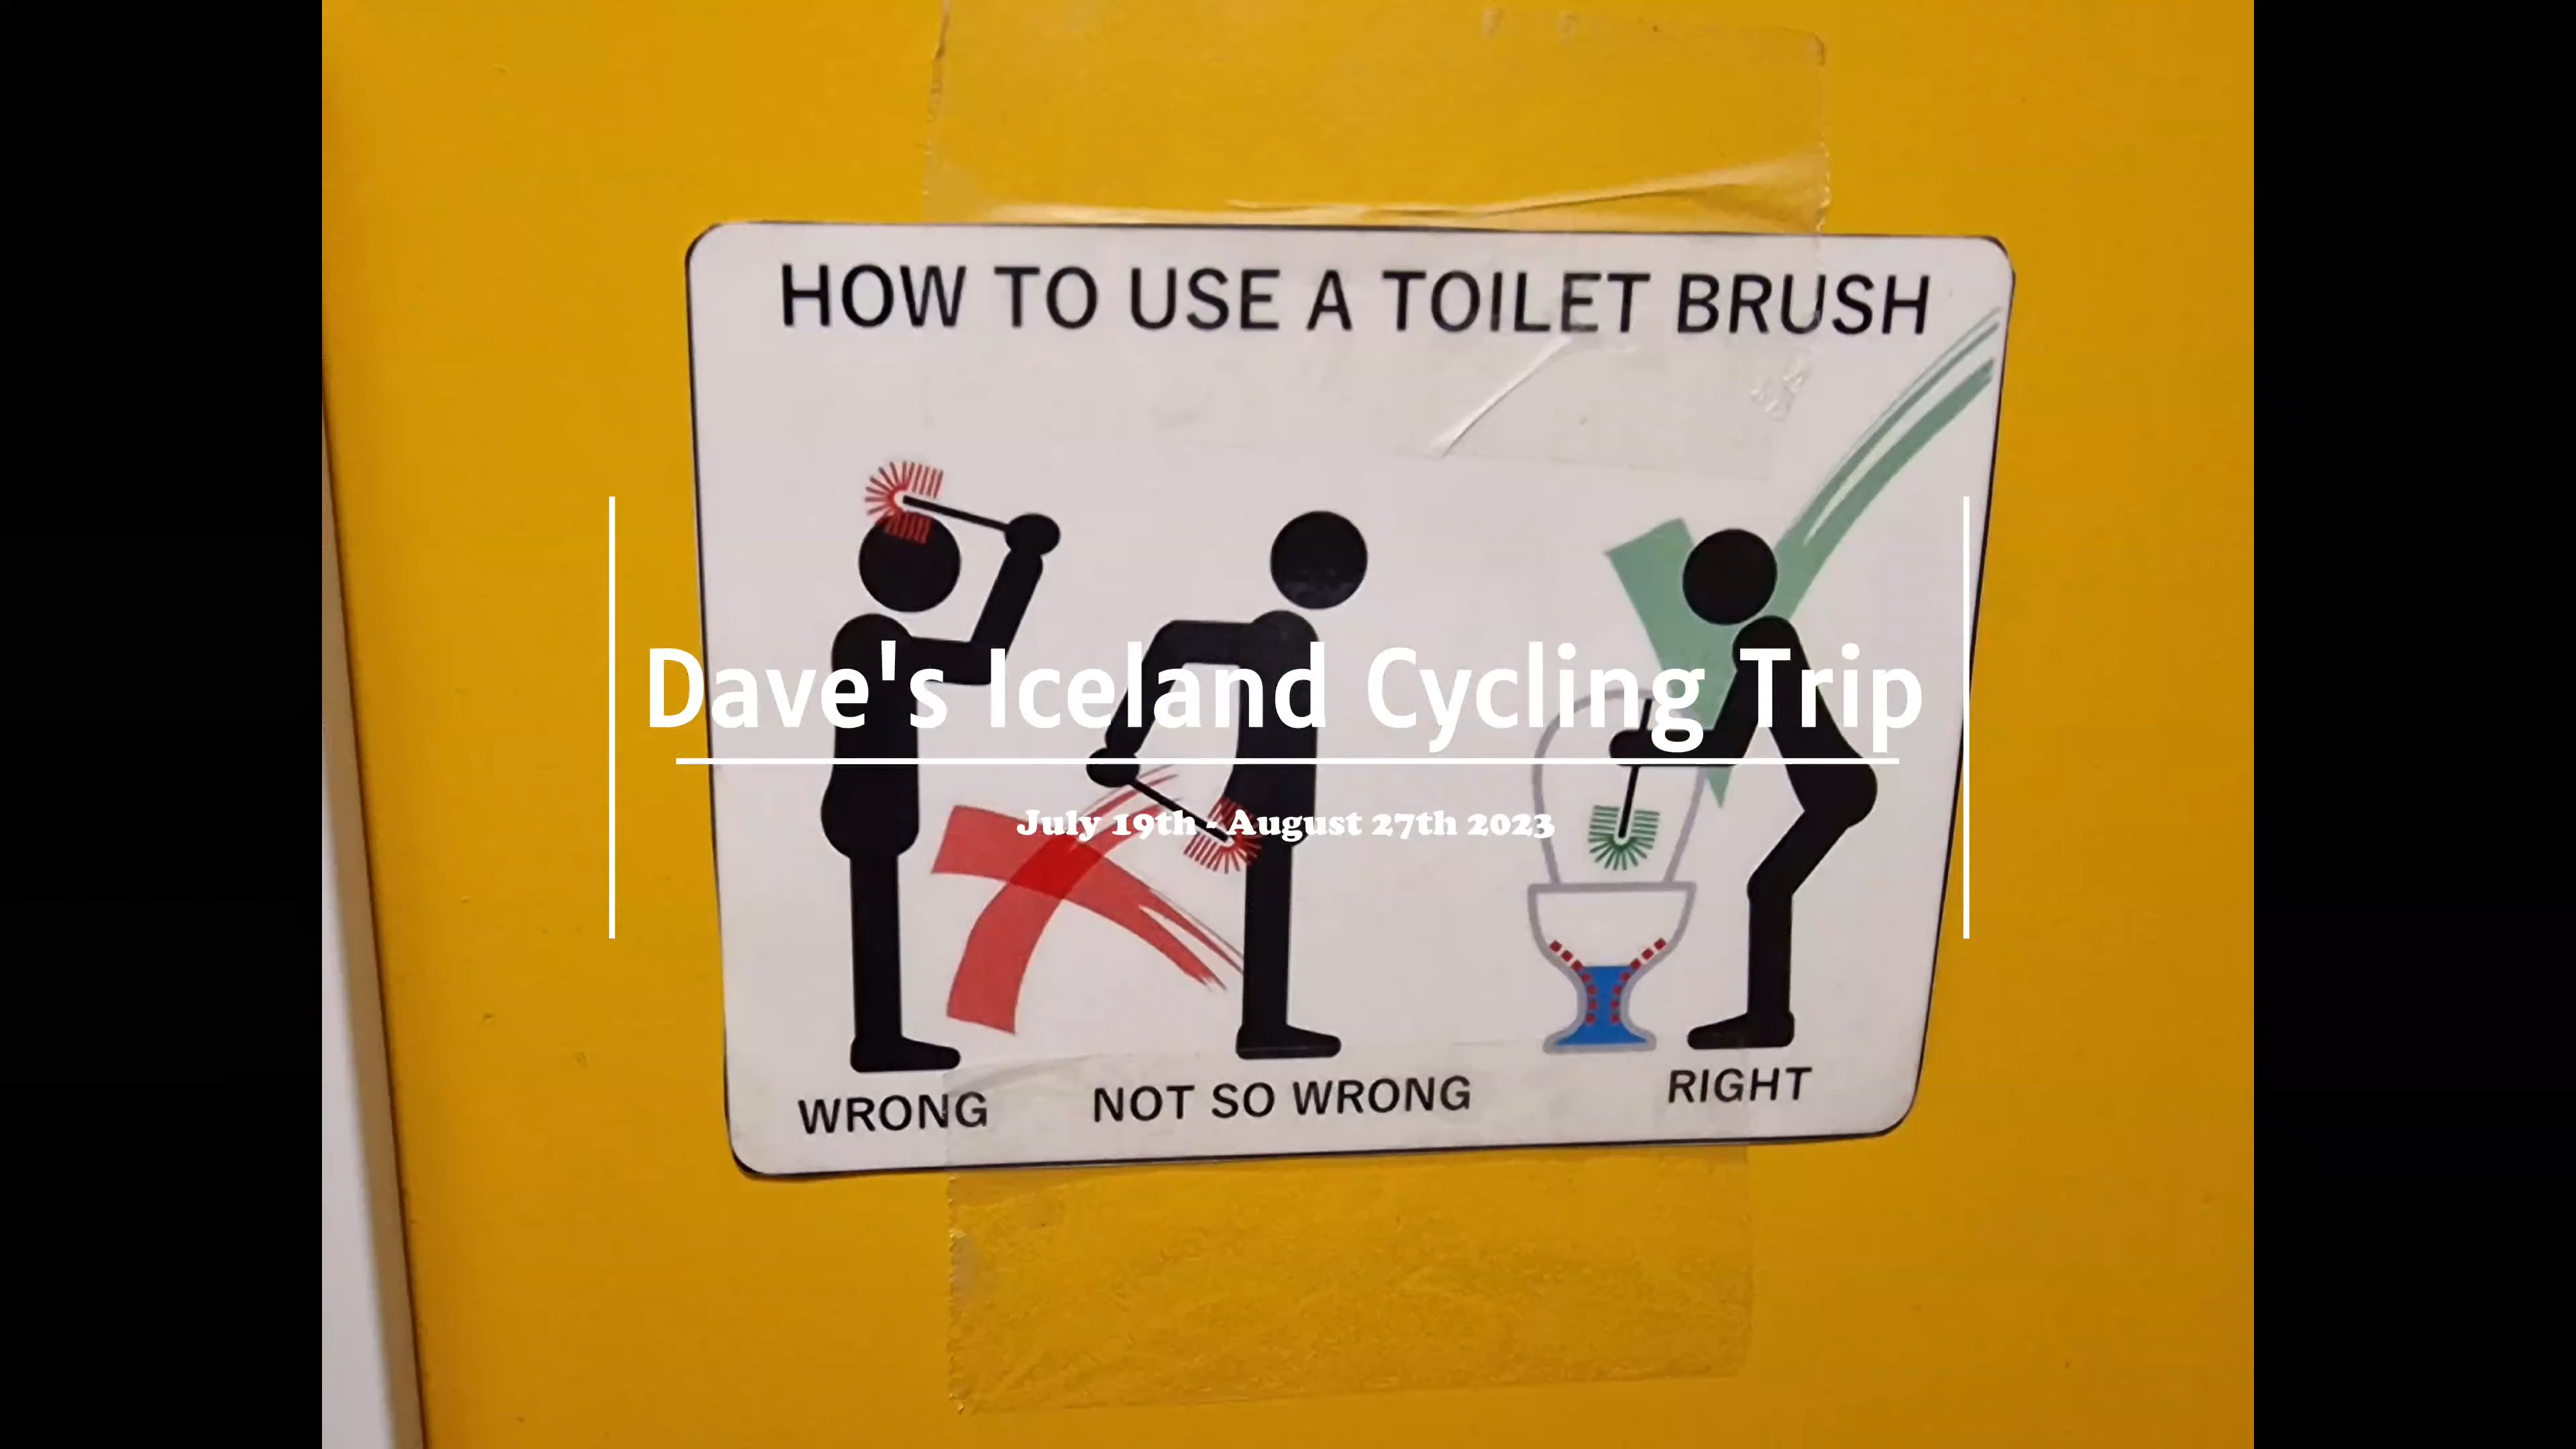 HOW TO USE A TOILET BRUSH
Dave's Iceland Cycling Trip
July 19th - August 27th 2023
WRONG
NOT SO WRONG
RIGHT